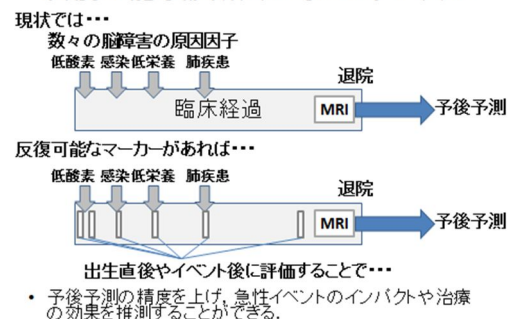 現状では・・・
数々の脳障害の原因因子
低酸素 感染 低栄養 肺疾患
退院
臨床経過
MRI
予後予測
反復可能なマーカーがあれば・・・
低酸素 感染 低栄養 肺疾患
退院
MRI
予後予測
出生直後やイベント後に評価することで・・・
• 予後予測の精度を上げ, 急性イベントのインパクトや治療
の効果を推測することができる.